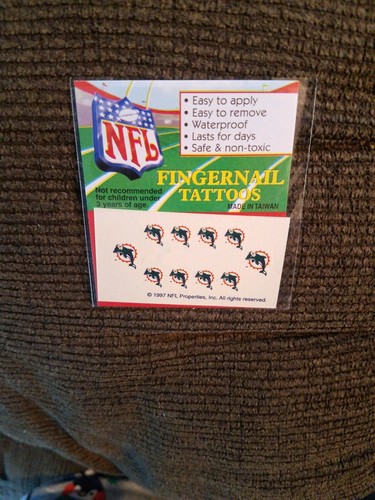 NFL
• Easy to apply
• Easy to remove
• Waterproof
• Lasts for days
• Safe & non-toxic
FINGERNAIL
TATTOOS
Not recommended
for children under
3 years of age
MADE IN TAIWAN
© 1997 NFL Properties, Inc. All rights reserved.